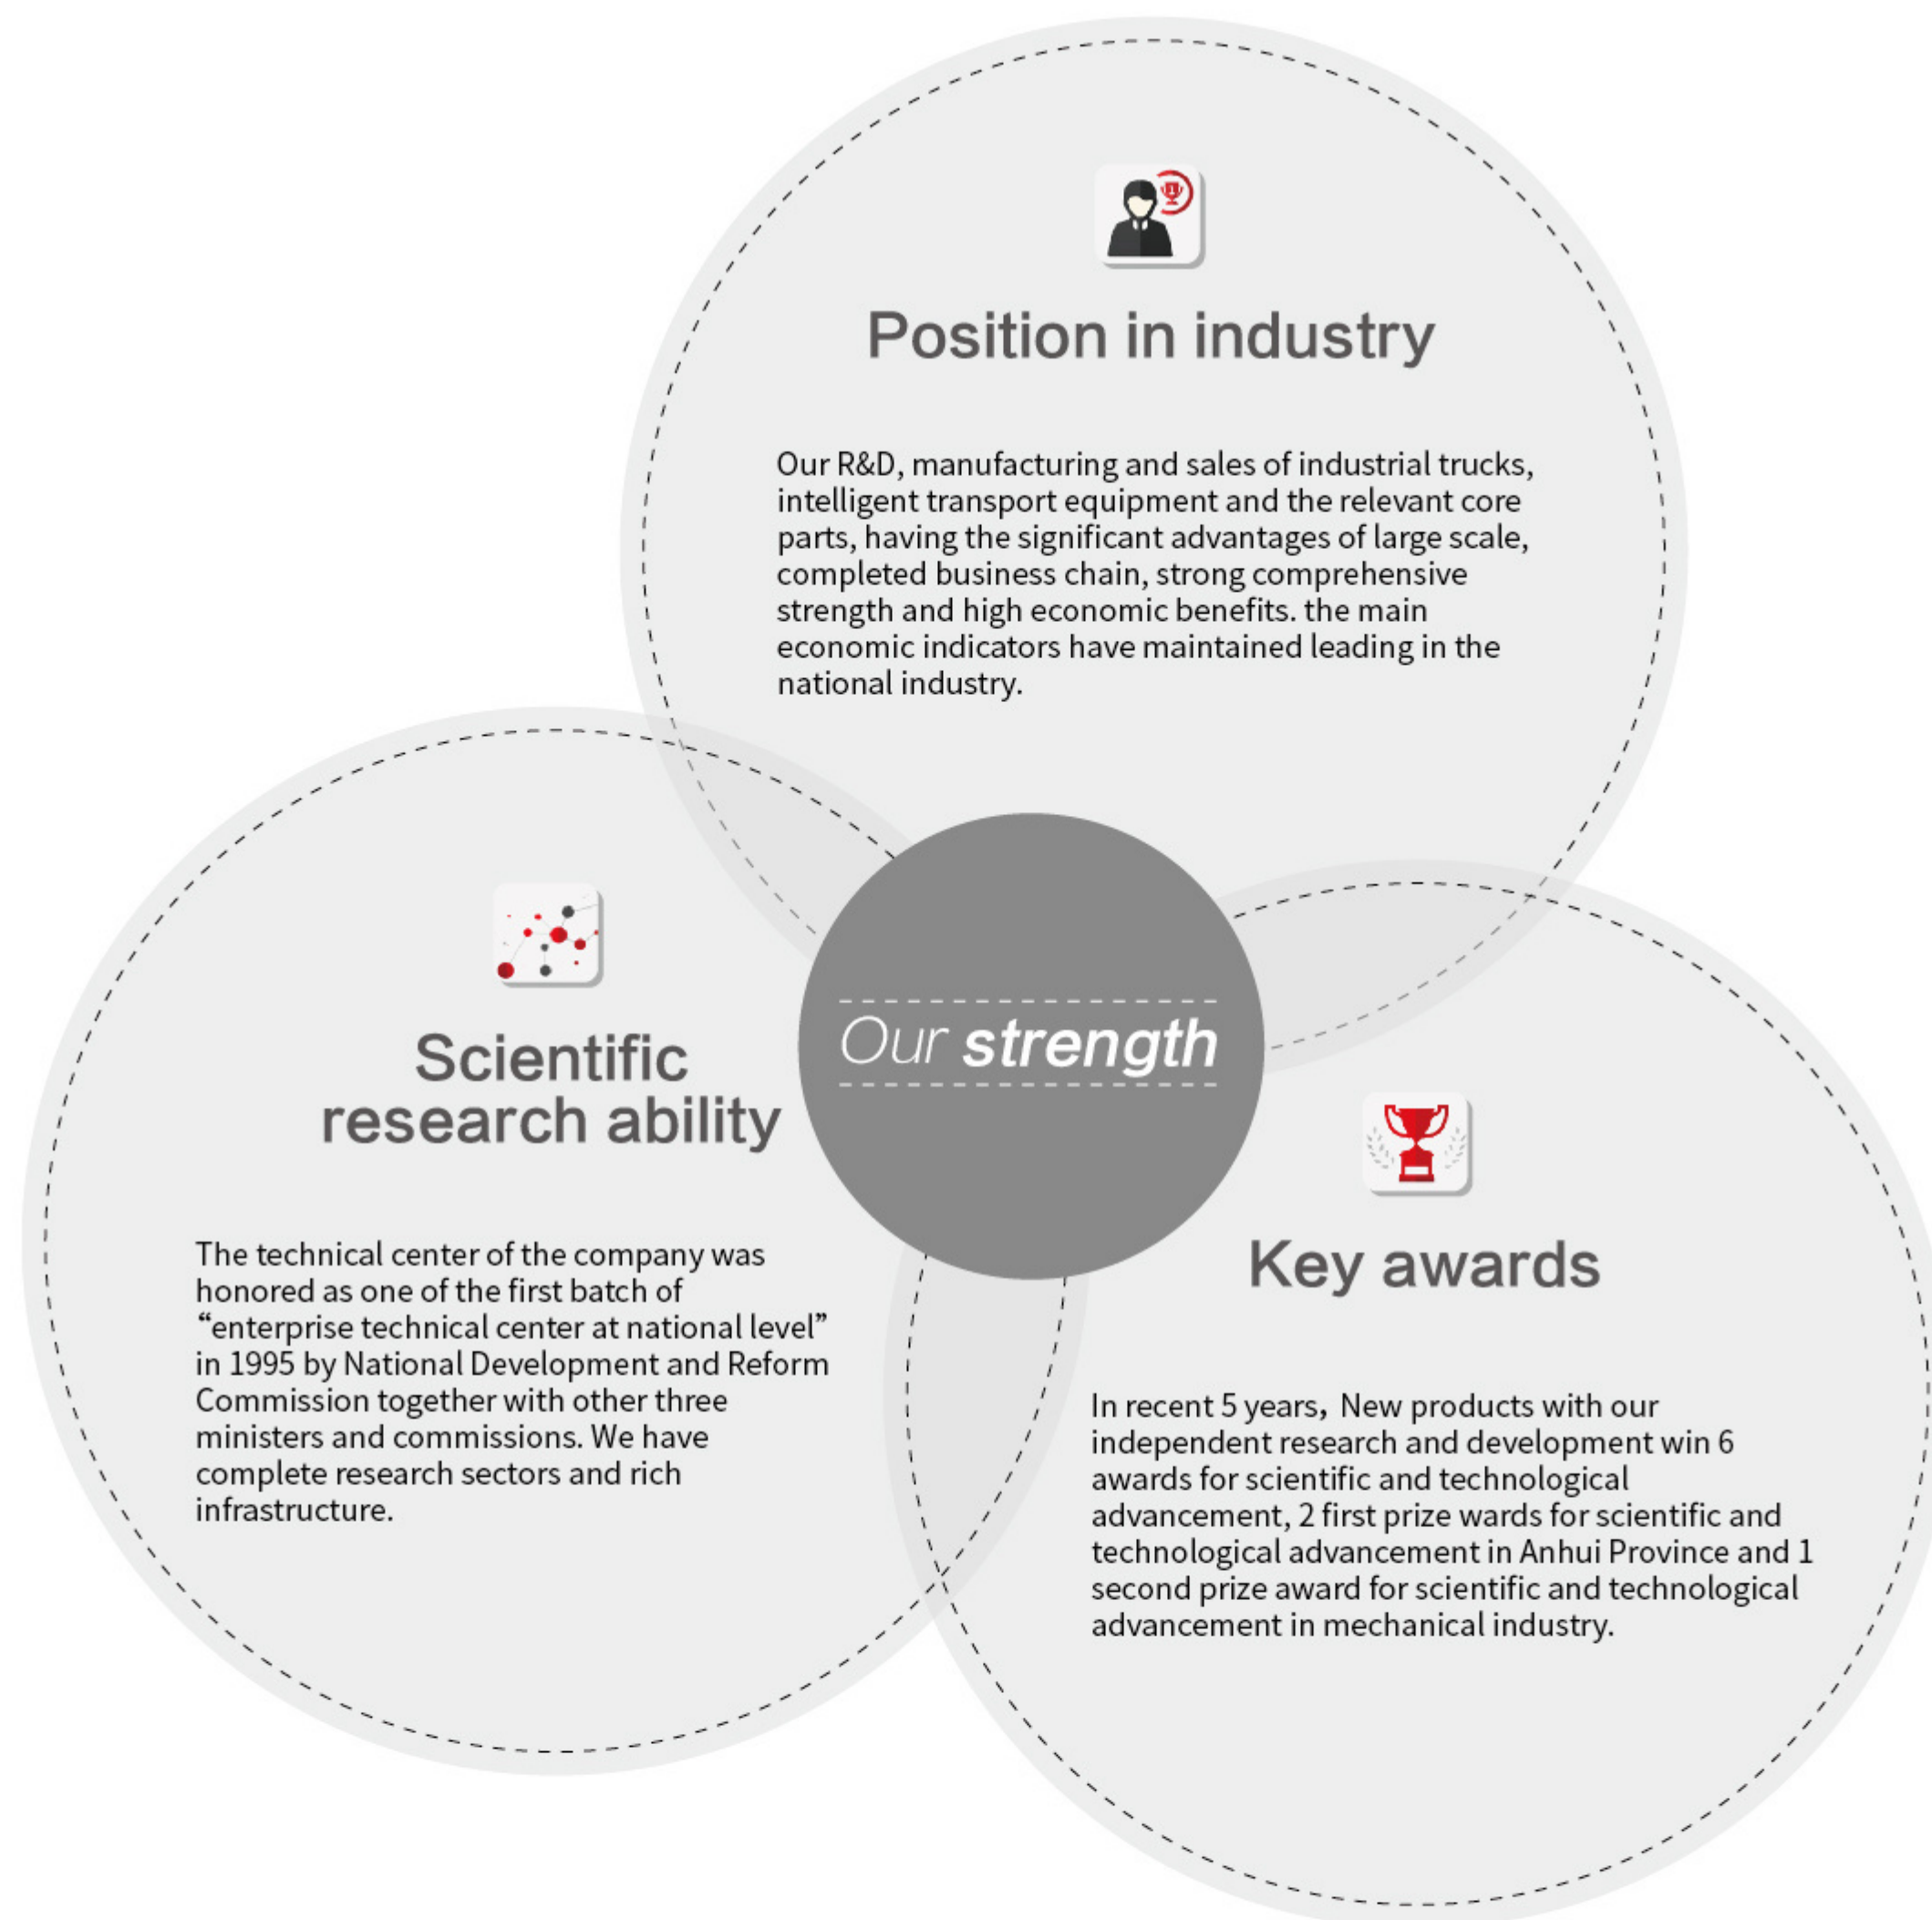 Position in industry
Our R&D, manufacturing and sales of industrial trucks,
intelligent transport equipment and the relevant core
parts, having the significant advantages of large scale,
completed business chain, strong comprehensive
strength and high economic benefits. the main
economic indicators have maintained leading in the
national industry.
Our strength
Scientific
research ability
The technical center of the company was
honored as one of the first batch of
“enterprise technical center at national level”
in 1995 by National Development and Reform
Commission together with other three
ministers and commissions. We have
complete research sectors and rich
infrastructure.
Key awards
In recent 5 years, New products with our
independent research and development win 6
awards for scientific and technological
advancement, 2 first prize wards for scientific and
technological advancement in Anhui Province and 1
second prize award for scientific and technological
advancement in mechanical industry.